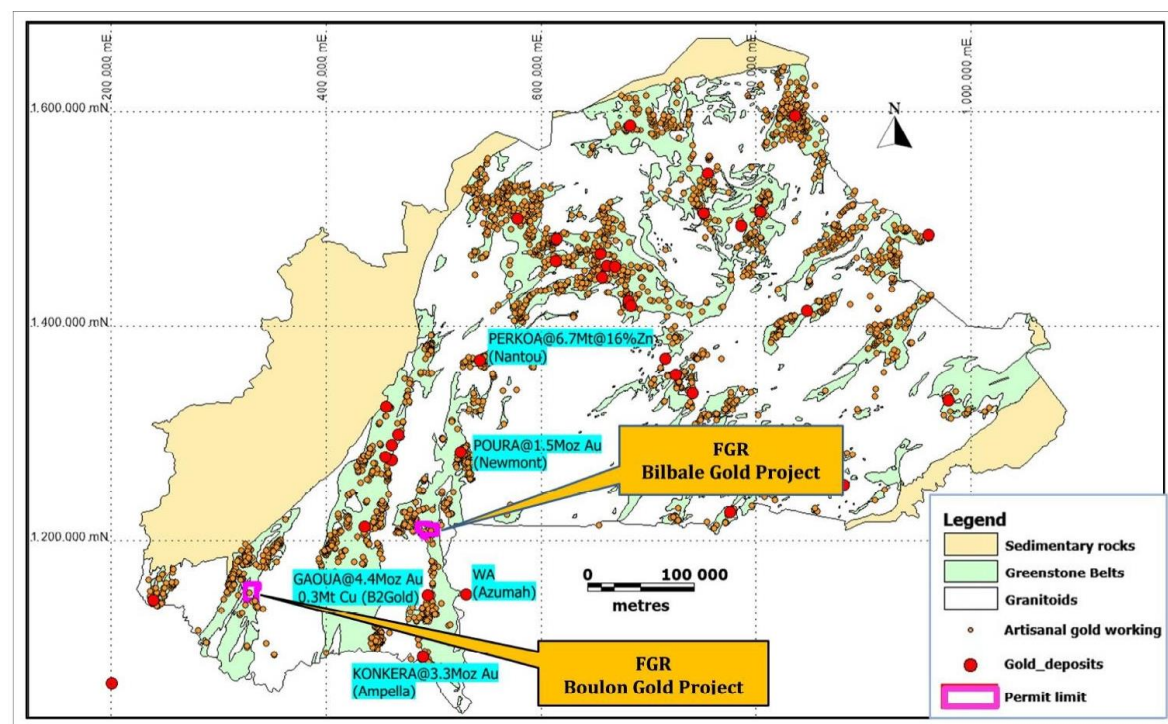 200 000 mE
400 000 mE
600 000 mE
800 000 mE
1 000 000 mE
1.600.000 mN
N
1.400.000 mN
PERKOA@6.7Mt@16%Zn
(Nantou)
POURA@1.5Moz Au
(Newmont)
FGR
Bilbale Gold Project
1.200.000 mN
GAOUA@4.4Moz Au
0.3Mt Cu (B2Gold)
WA
(Azumah)
0 100 000
metres
KONKERA@3.3Moz Au
(Ampella)
FGR
Boulon Gold Project
Legend
Sedimentary rocks
Greenstone Belts
Granitoids
Artisanal gold working
Gold_deposits
Permit limit